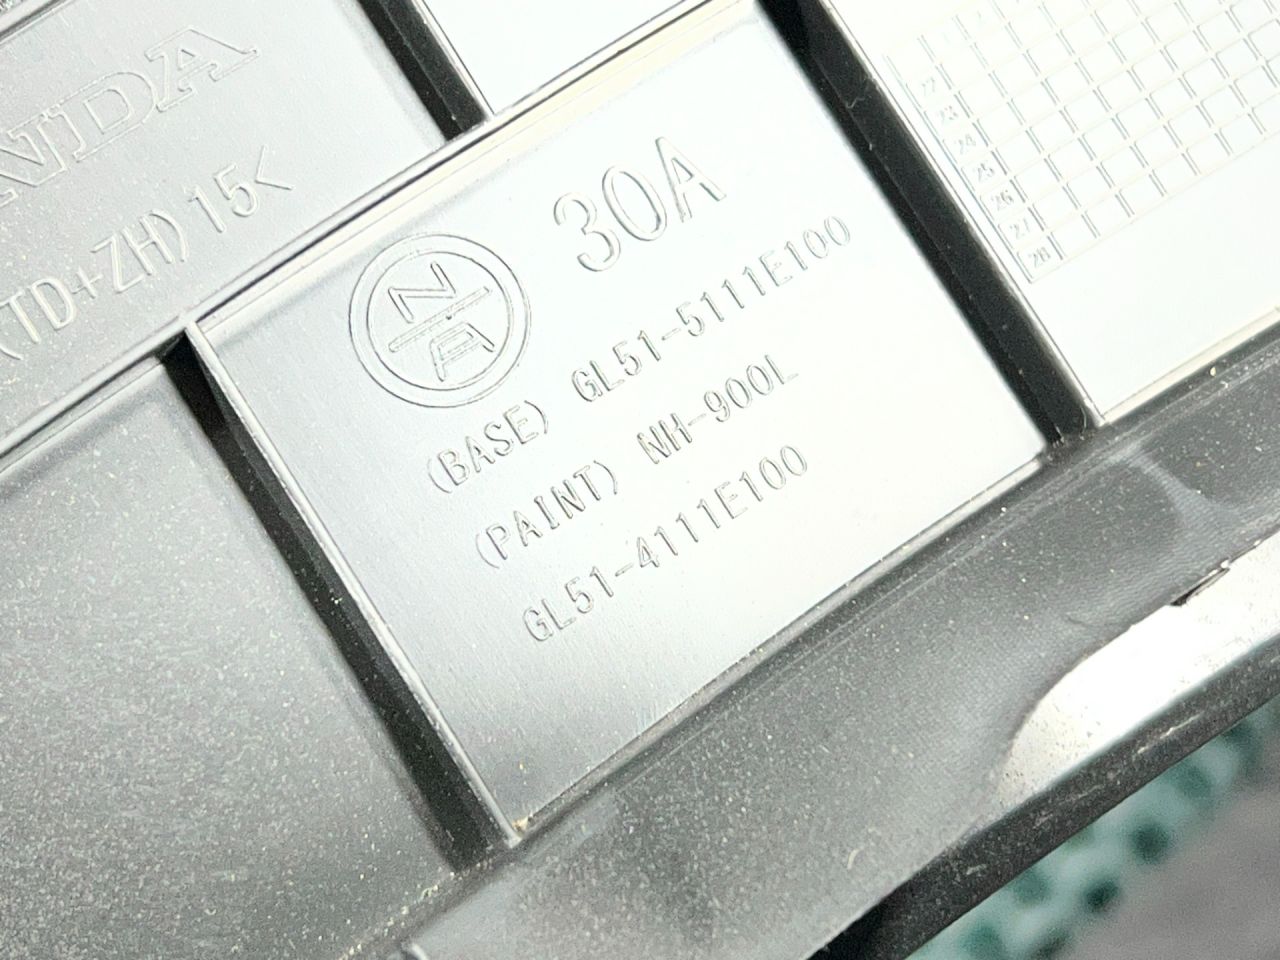 NDA
(TD+ZH)15<
N
A
30A
(BASE) GL51-5111E100
(PAINT) NH-900L
GL51-4111E100
22
23
24
25
26
27
28